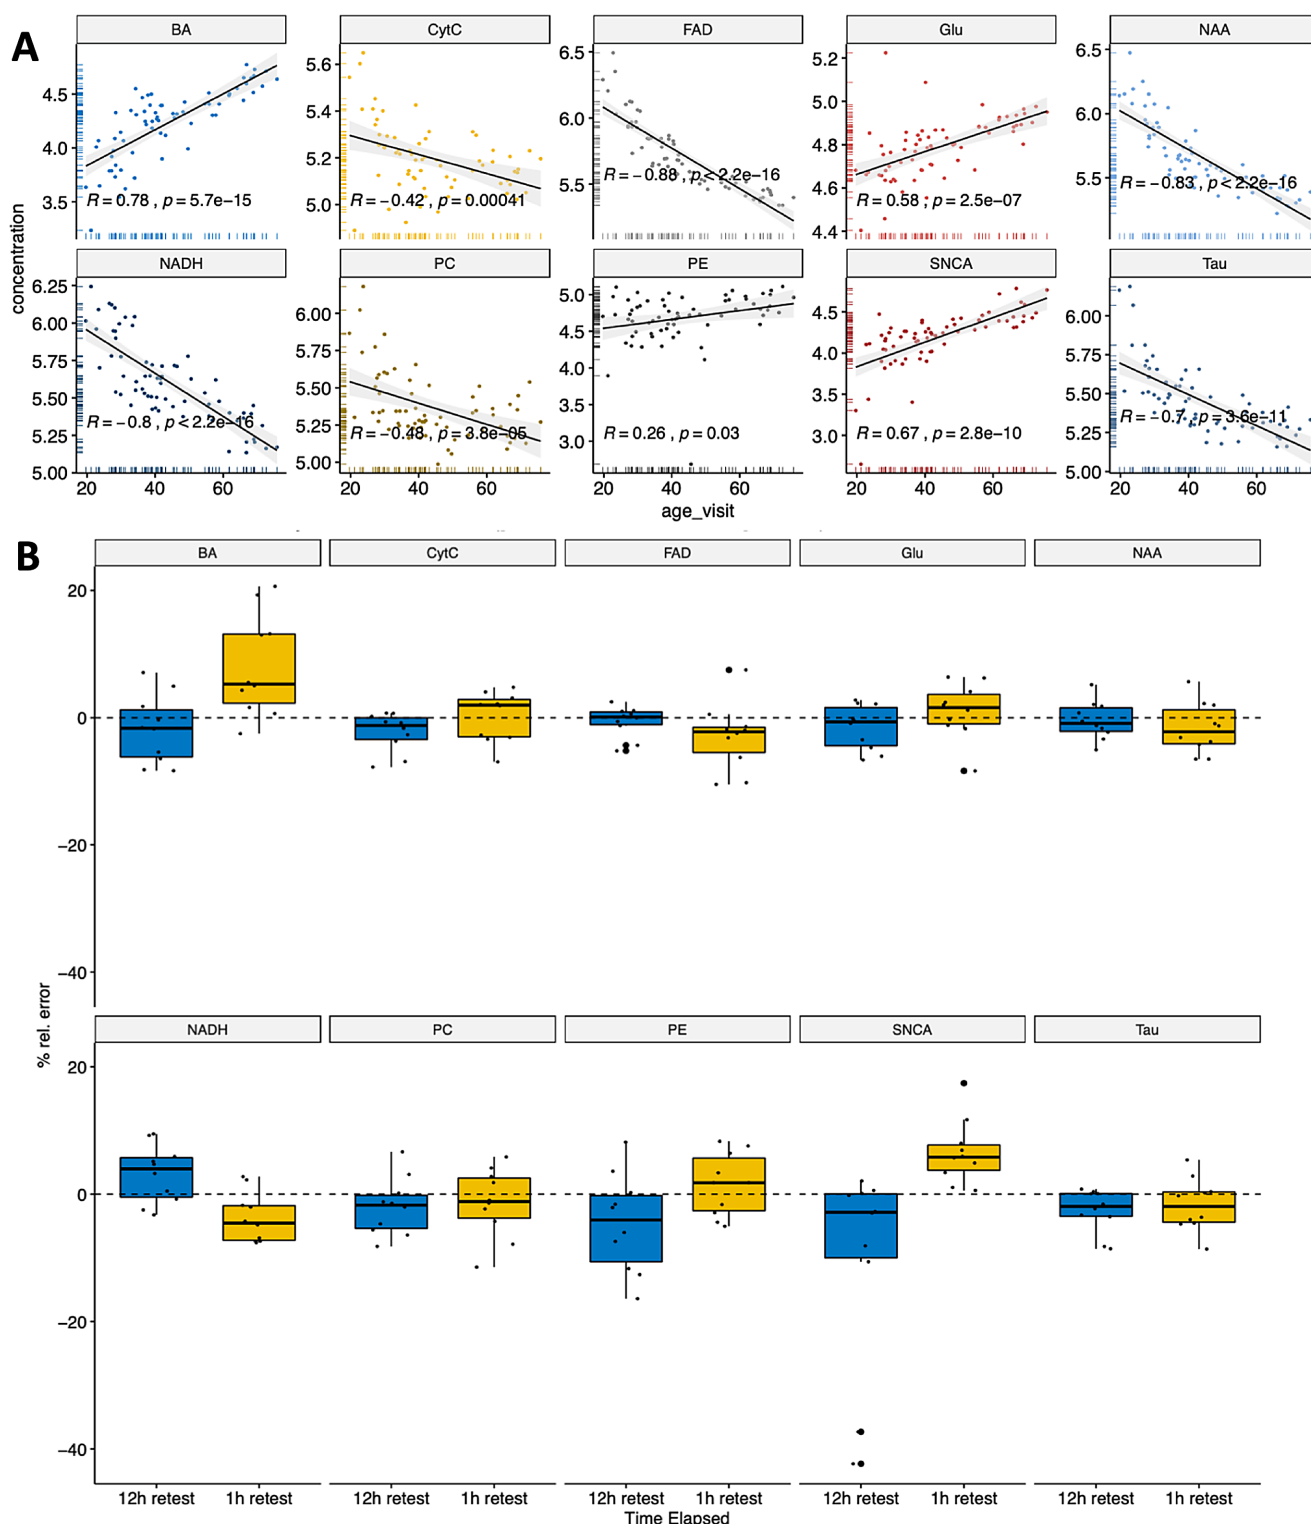 A
BA CytC FAD Glu NAA
4.5 4.0 3.5
R = 0.78 , p = 5.7e−15
5.6 5.4 5.2 5.0
R = −0.42 , p = 0.00041
6.5 6.0 5.5
R = −0.88 , p < 2.2e−16
5.2 5.0 4.8 4.6 4.4
R = 0.58 , p = 2.5e−07
6.5 6.0 5.5
R = −0.83 , p < 2.2e−16
concentration
NADH PC PE SNCA Tau
6.25 6.00 5.75 5.50 5.25 5.00
R = −0.8 , p < 2.2e−16
6.00 5.75 5.50 5.25 5.00
R = −0.48 , p = 3.8e−05
5.0 4.5 4.0 3.5 3.0
R = 0.26 , p = 0.03
4.5 4.0 3.5 3.0
R = 0.67 , p = 2.8e−10
6.00 5.75 5.50 5.25 5.00
R = −0.7 , p = 3.6e−11
20 40 60 20 40 60 20 40 60 20 40 60 20 40 60
age_visit
B
BA CytC FAD Glu NAA
20
0
−20
−40
% rel. error
NADH PC PE SNCA Tau
20
0
−20
−40
12h retest 1h retest 12h retest 1h retest 12h retest 1h retest 12h retest 1h retest 12h retest 1h retest
Time Elapsed